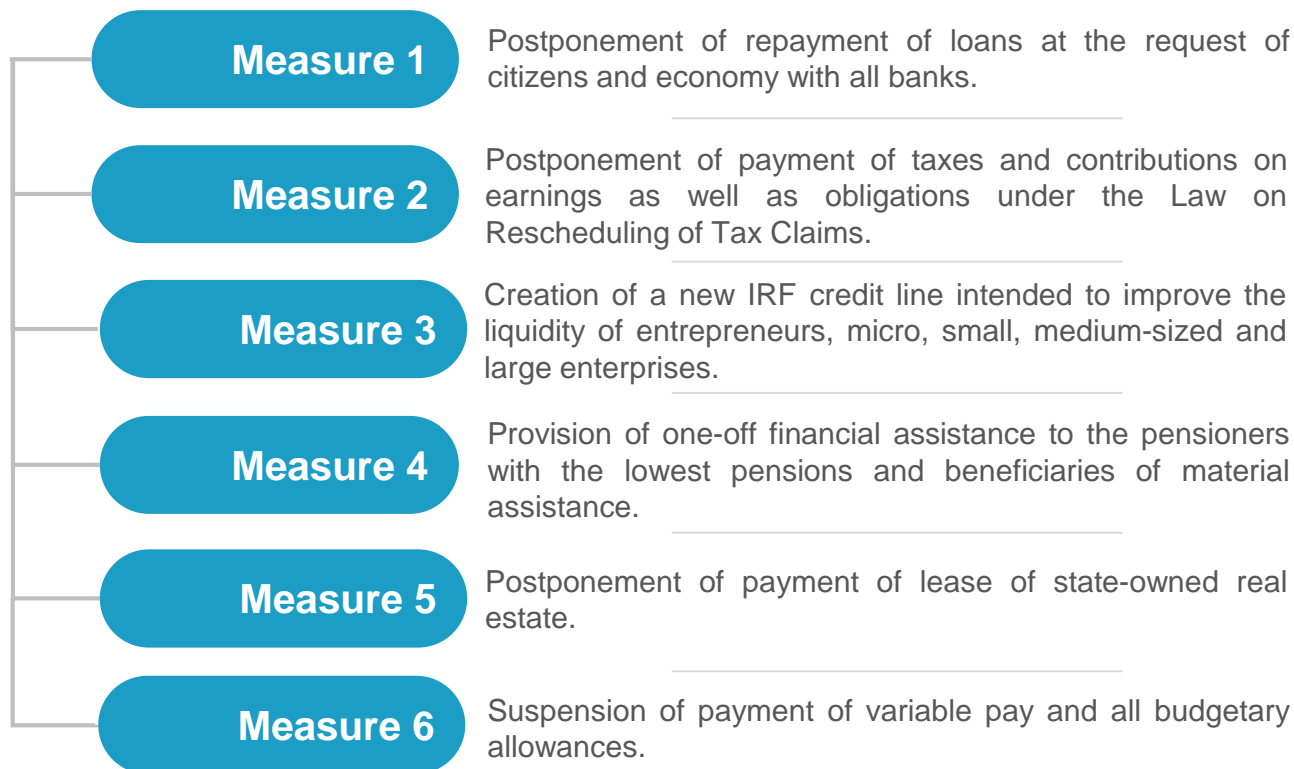 Measure 1
Postponement of repayment of loans at the request of
citizens and economy with all banks.
Measure 2
Postponement of payment of taxes and contributions on
earnings as well as obligations under the Law on
Rescheduling of Tax Claims.
Measure 3
Creation of a new IRF credit line intended to improve the
liquidity of entrepreneurs, micro, small, medium-sized and
large enterprises.
Measure 4
Provision of one-off financial assistance to the pensioners
with the lowest pensions and beneficiaries of material
assistance.
Measure 5
Postponement of payment of lease of state-owned real
estate.
Measure 6
Suspension of payment of variable pay and all budgetary
allowances.